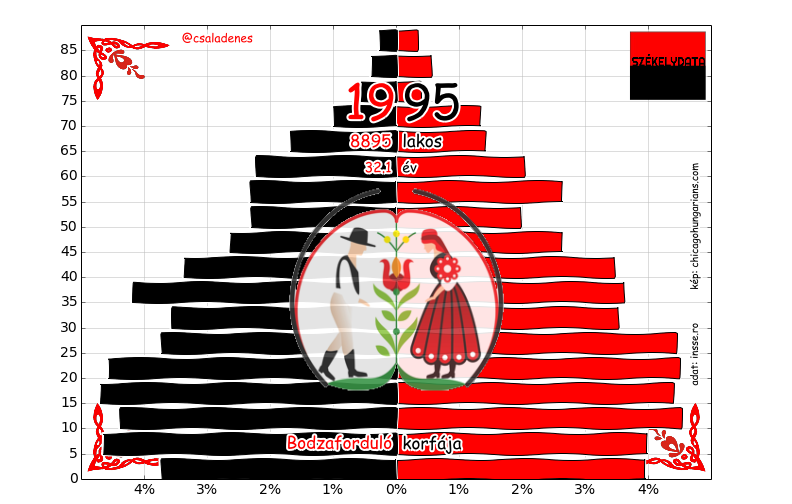 @csaladenes
SZÉKELYDATA
1995
8895 lakos
32,1 év
kép: chicagohungarians.com
adat: insse.ro
Bodzaforduló korfája
85
80
75
70
65
60
55
50
45
40
35
30
25
20
15
10
5
0
4% 3% 2% 1% 0% 1% 2% 3% 4%